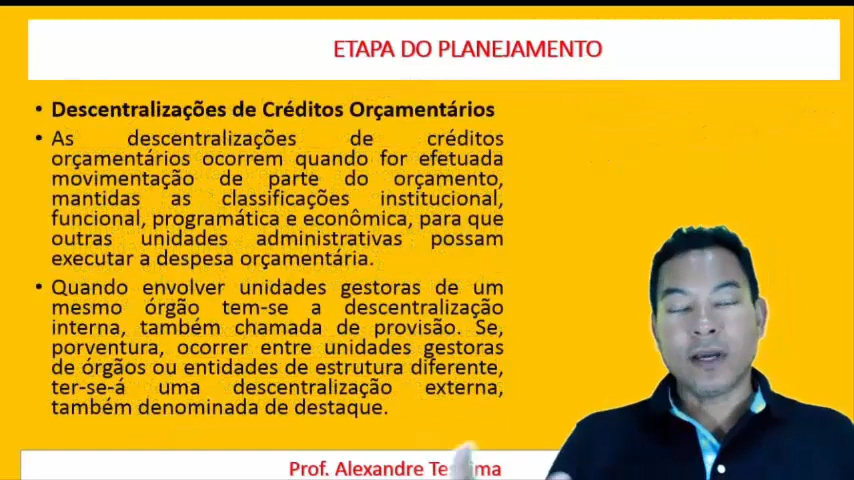 ETAPA DO PLANEJAMENTO
• Descentralizações de Créditos Orçamentários
• As descentralizações de créditos
orçamentários ocorrem quando for efetuada
movimentação de parte do orçamento,
mantidas as classificações institucional,
funcional, programática e econômica, para que
outras unidades administrativas possam
executar a despesa orçamentária.
• Quando envolver unidades gestoras de um
mesmo órgão tem-se a descentralização
interna, também chamada de provisão. Se,
porventura, ocorrer entre unidades gestoras
de órgãos ou entidades de estrutura diferente,
ter-se-á uma descentralização externa,
também denominada de destaque.
Prof. Alexandre